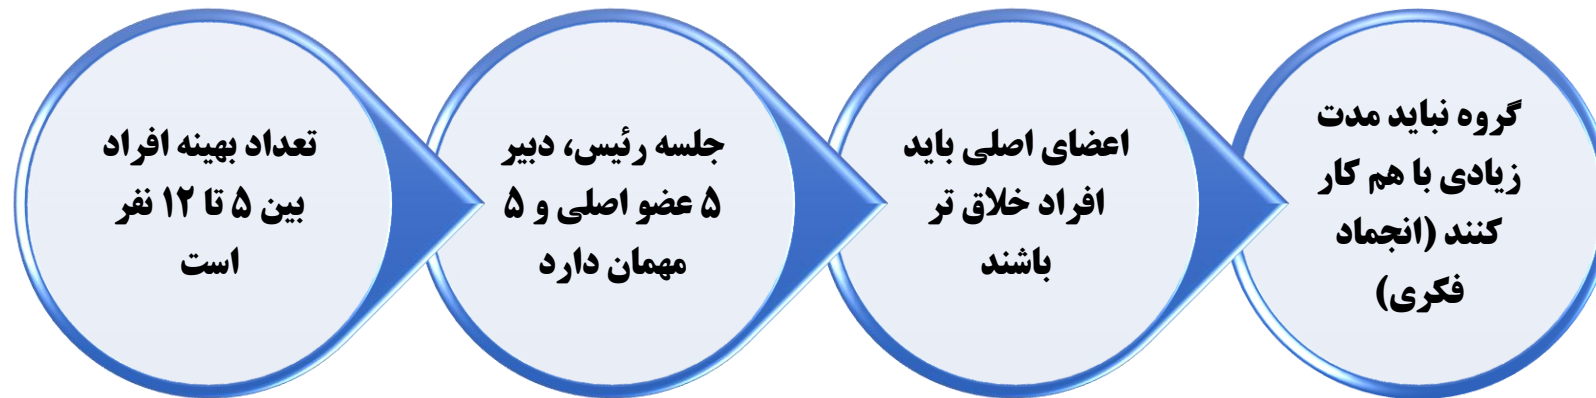 تعداد بهینه افراد
بین ۵ تا ۱۲ نفر
است
جلسه رئیس، دبیر
۵ عضو اصلی و ۵
مهمان دارد
اعضای اصلی باید
افراد خلاق تر
باشند
گروه نباید مدت
زیادی با هم کار
کنند (انجماد
فکری)